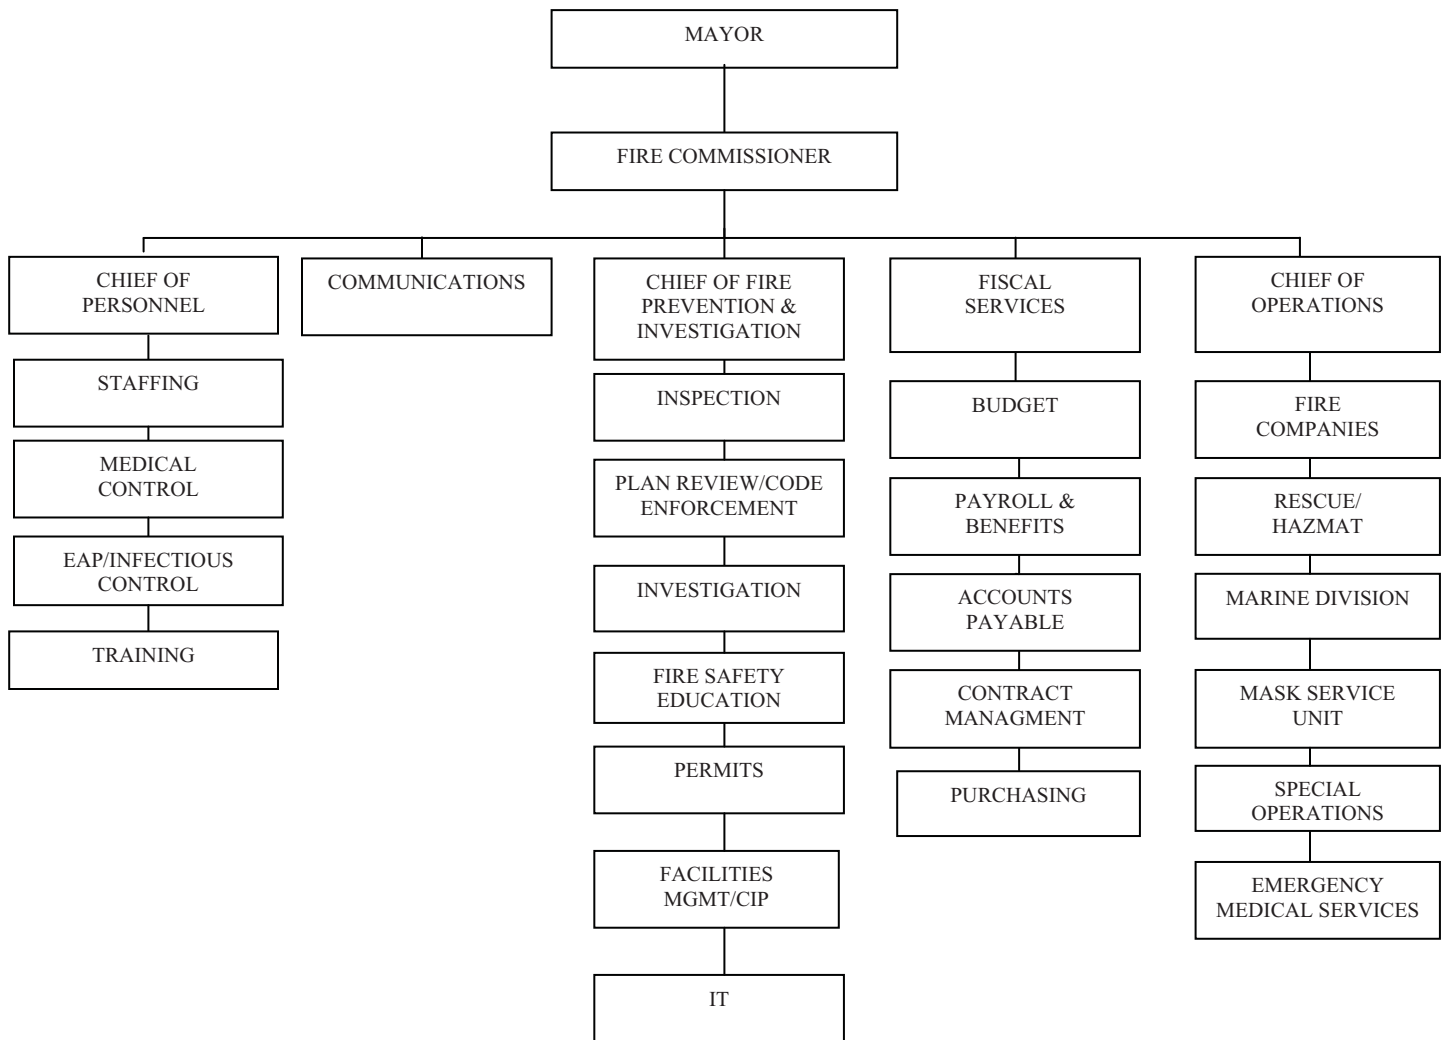 MAYOR
FIRE COMMISSIONER
CHIEF OF
PERSONNEL
STAFFING
MEDICAL
CONTROL
EAP/INFECTIOUS
CONTROL
TRAINING
COMMUNICATIONS
CHIEF OF FIRE
PREVENTION &
INVESTIGATION
INSPECTION
PLAN REVIEW/CODE
ENFORCEMENT
INVESTIGATION
FIRE SAFETY
EDUCATION
PERMITS
FACILITIES
MGMT/CIP
IT
FISCAL
SERVICES
BUDGET
PAYROLL &
BENEFITS
ACCOUNTS
PAYABLE
CONTRACT
MANAGMENT
PURCHASING
CHIEF OF
OPERATIONS
FIRE
COMPANIES
RESCUE/
HAZMAT
MARINE DIVISION
MASK SERVICE
UNIT
SPECIAL
OPERATIONS
EMERGENCY
MEDICAL SERVICES